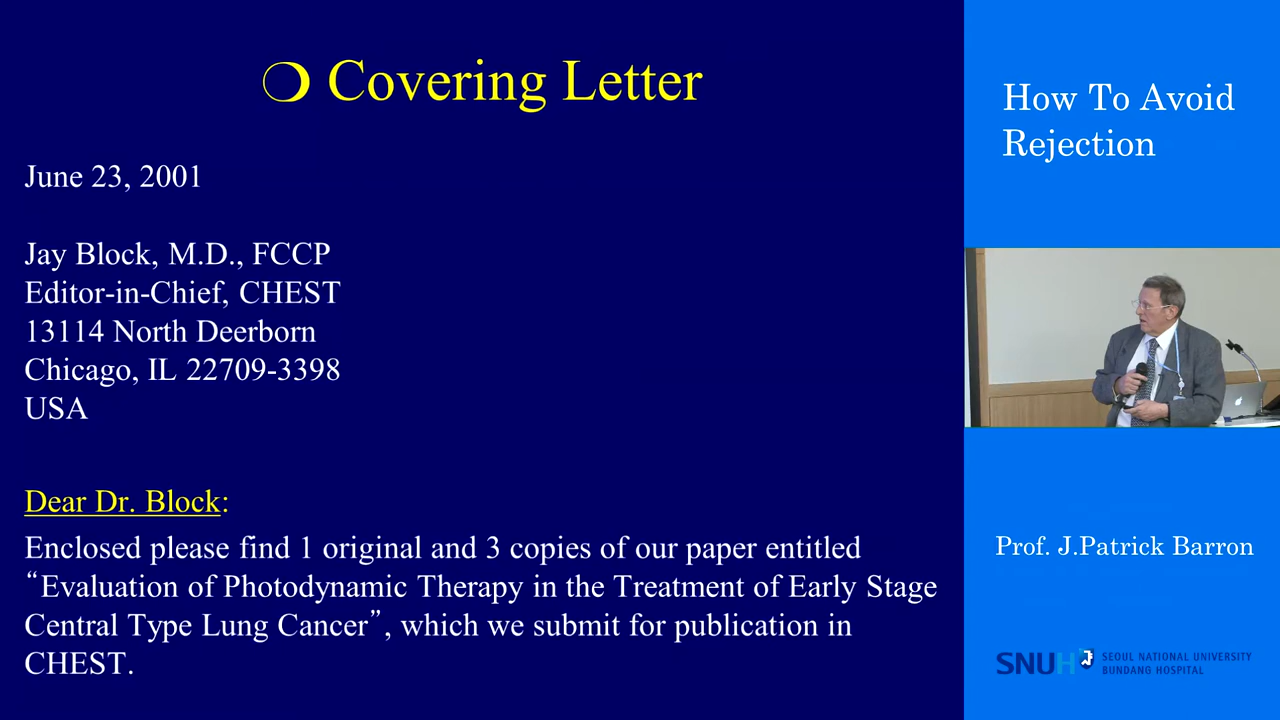 ❍ Covering Letter
June 23, 2001
Jay Block, M.D., FCCP
Editor-in-Chief, CHEST
13114 North Deerborn
Chicago, IL 22709-3398
USA
Dear Dr. Block:
Enclosed please find 1 original and 3 copies of our paper entitled
“Evaluation of Photodynamic Therapy in the Treatment of Early Stage
Central Type Lung Cancer”, which we submit for publication in
CHEST.
How To Avoid
Rejection
Prof. J.Patrick Barron
SNUH
SEOUL NATIONAL UNIVERSITY
BUNDANG HOSPITAL